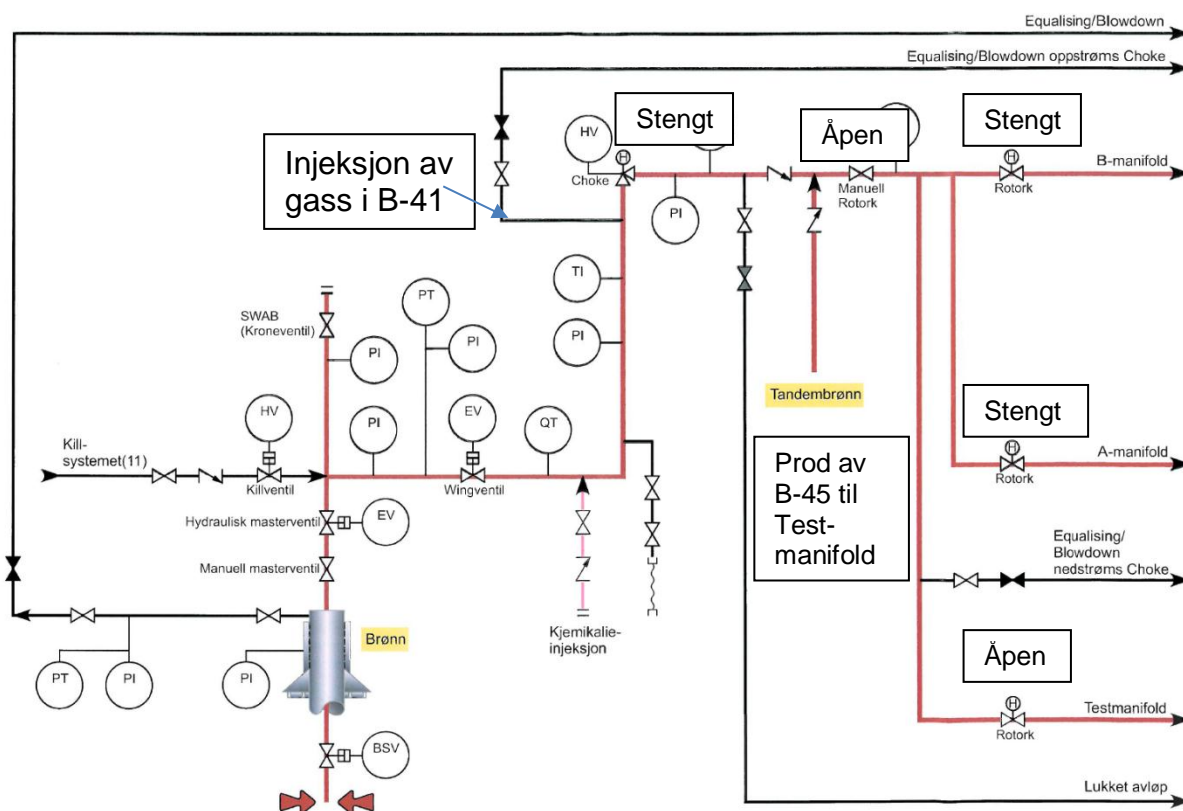 Equalising/Blowdown
Equalising/Blowdown oppstrøms Choke
Stengt
Åpen
Stengt
HV
H
Choke
Injeksjon av
gass i B-41
H
B-manifold
Rotork
Manuell
Rotork
PI
TI
PT
SWAB
(Kroneventil)
PI
PI
PI
Tandembrønn
HV
PI
EV
QT
Stengt
H
A-manifold
Rotork
Kill-
systemet(11)
Killventil
Wingventil
Prod av
B-45 til
Test-
manifold
Hydraulisk masterventil
EV
Manuell masterventil
Equalising/
Blowdown
nedstrøms Choke
Brønn
Kjemikalie-
injeksjon
PT
PI
PI
Åpen
H
Testmanifold
Rotork
BSV
Lukket avløp